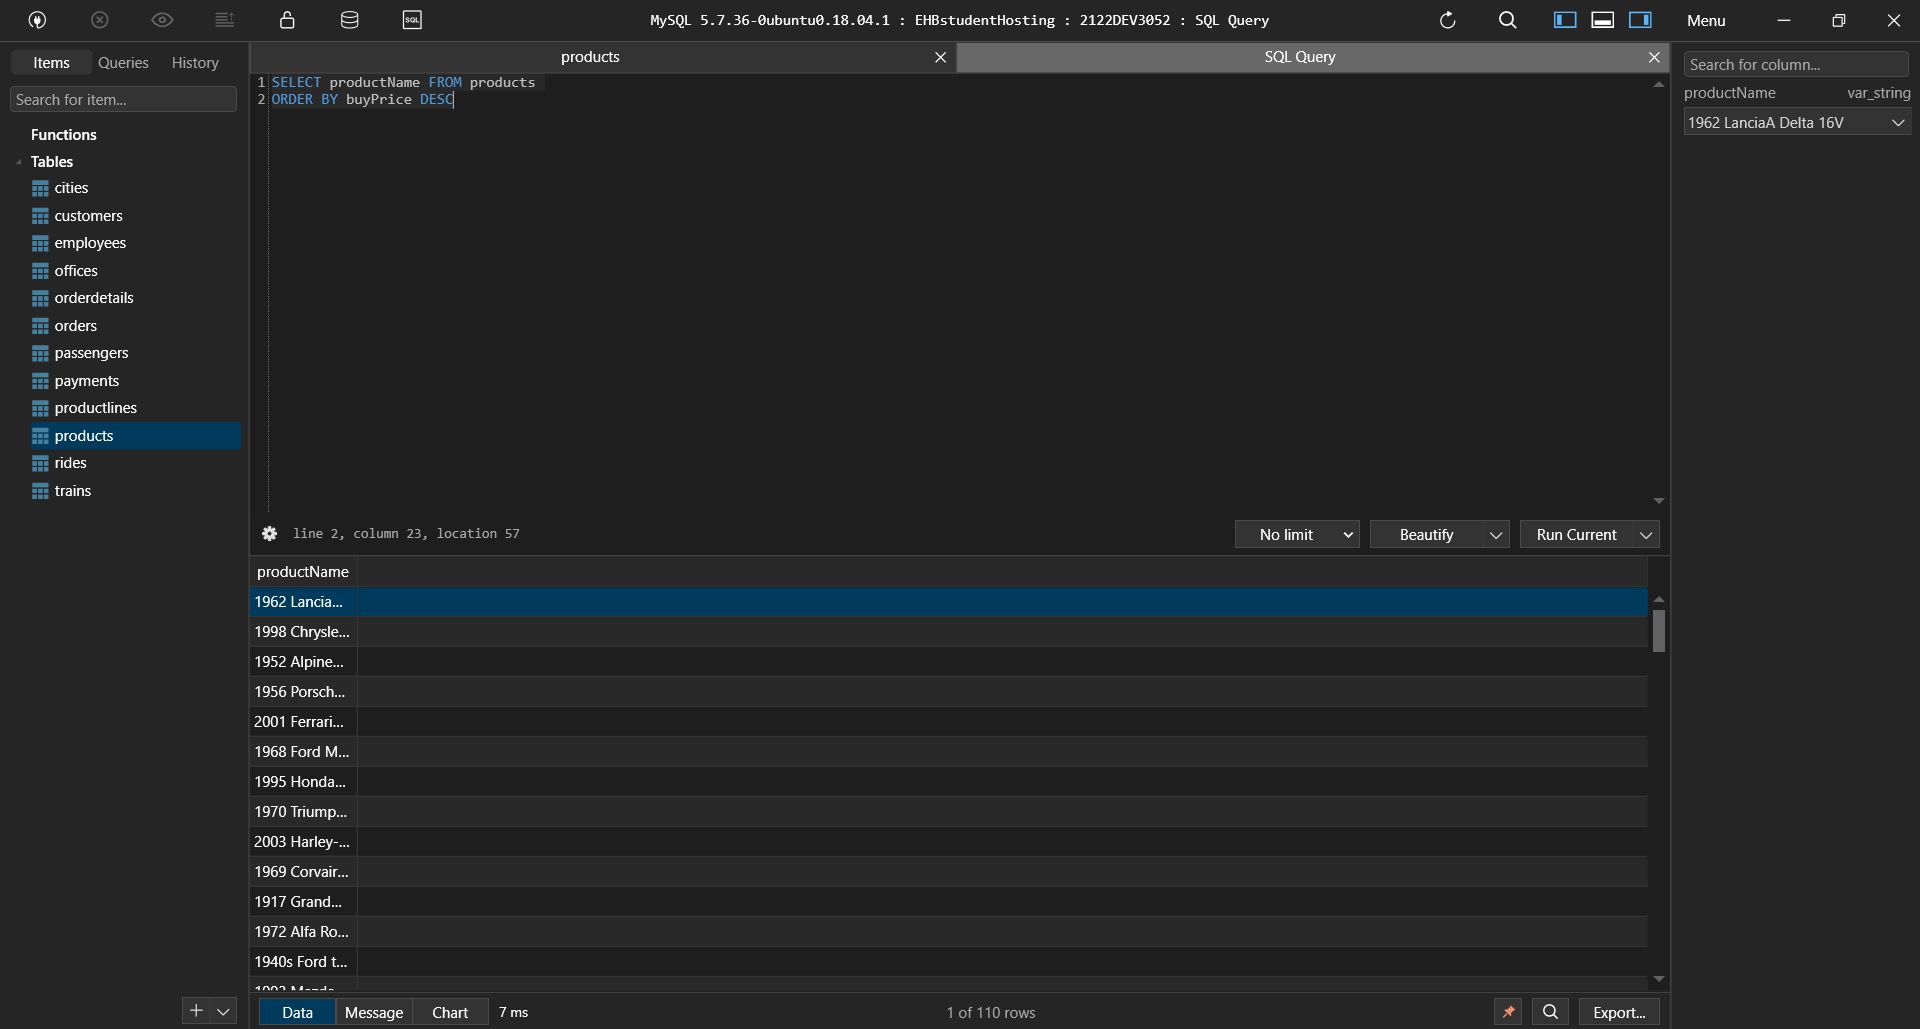 SQL
MySQL 5.7.36-0ubuntu0.18.04.1 : EHBstudentHosting : 2122DEV3052 : SQL Query
Menu
Items
Queries
History
Search for item...
Functions
Tables
cities
customers
employees
offices
orderdetails
orders
passengers
payments
productlines
products
rides
trains
products
SQL Query
1 SELECT productName FROM products
2 ORDER BY buyPrice DESC
line 2, column 23, location 57
No limit
Beautify
Run Current
productName
1962 Lancia...
1998 Chrysle...
1952 Alpine...
1956 Porsch...
2001 Ferrari...
1968 Ford M...
1995 Honda...
1970 Triump...
2003 Harley-...
1969 Corvair...
1917 Grand...
1972 Alfa Ro...
1940s Ford t...
Data
Message
Chart
7 ms
1 of 110 rows
Export...
Search for column...
productName var_string
1962 LanciaA Delta 16V